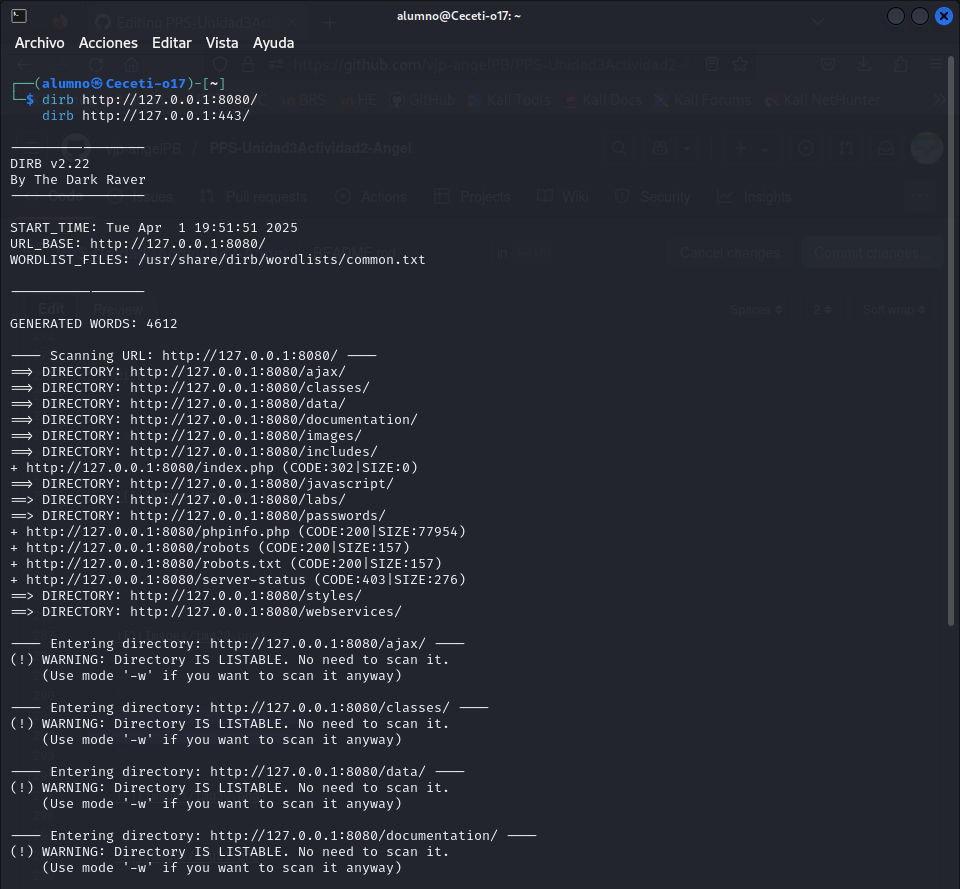 alumno@Ceceti-o17: ~
Archivo Acciones Editar Vista Ayuda
┌──(alumno㉿Ceceti-o17)-[~]
└─$ dirb http://127.0.0.1:8080/
dirb http://127.0.0.1:443/
-----------------
DIRB v2.22
By The Dark Raver
-----------------
START_TIME: Tue Apr  1 19:51:51 2025
URL_BASE: http://127.0.0.1:8080/
WORDLIST_FILES: /usr/share/dirb/wordlists/common.txt
-----------------
GENERATED WORDS: 4612
---- Scanning URL: http://127.0.0.1:8080/ ----
==> DIRECTORY: http://127.0.0.1:8080/ajax/
==> DIRECTORY: http://127.0.0.1:8080/classes/
==> DIRECTORY: http://127.0.0.1:8080/data/
==> DIRECTORY: http://127.0.0.1:8080/documentation/
==> DIRECTORY: http://127.0.0.1:8080/images/
==> DIRECTORY: http://127.0.0.1:8080/includes/
+ http://127.0.0.1:8080/index.php (CODE:302|SIZE:0)
==> DIRECTORY: http://127.0.0.1:8080/javascript/
==> DIRECTORY: http://127.0.0.1:8080/labs/
==> DIRECTORY: http://127.0.0.1:8080/passwords/
+ http://127.0.0.1:8080/phpinfo.php (CODE:200|SIZE:77954)
+ http://127.0.0.1:8080/robots (CODE:200|SIZE:157)
+ http://127.0.0.1:8080/robots.txt (CODE:200|SIZE:157)
+ http://127.0.0.1:8080/server-status (CODE:403|SIZE:276)
==> DIRECTORY: http://127.0.0.1:8080/styles/
==> DIRECTORY: http://127.0.0.1:8080/webservices/
---- Entering directory: http://127.0.0.1:8080/ajax/ ----
(!) WARNING: Directory IS LISTABLE. No need to scan it.
(Use mode '-w' if you want to scan it anyway)
---- Entering directory: http://127.0.0.1:8080/classes/ ----
(!) WARNING: Directory IS LISTABLE. No need to scan it.
(Use mode '-w' if you want to scan it anyway)
---- Entering directory: http://127.0.0.1:8080/data/ ----
(!) WARNING: Directory IS LISTABLE. No need to scan it.
(Use mode '-w' if you want to scan it anyway)
---- Entering directory: http://127.0.0.1:8080/documentation/ ----
(!) WARNING: Directory IS LISTABLE. No need to scan it.
(Use mode '-w' if you want to scan it anyway)